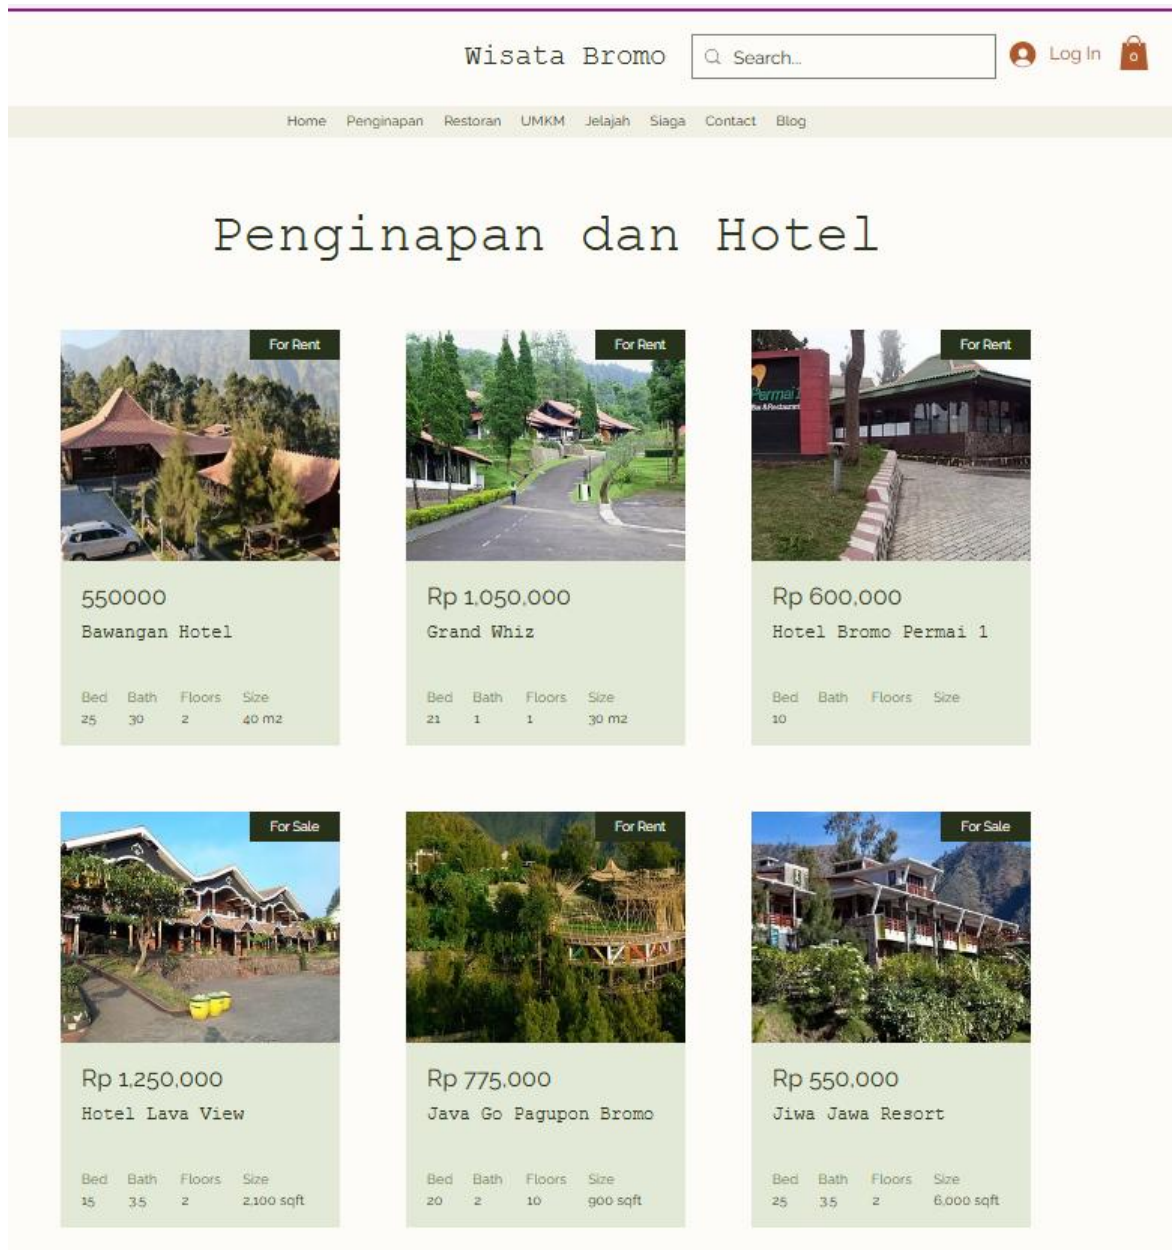 Wisata Bromo
Search...
Log In
0
Home Penginapan Restoran UMKM Jelajah Siaga Contact Blog
Penginapan dan Hotel
For Rent
550000
Bawangan Hotel
Bed Bath Floors Size
25 30 2 40 m2
For Rent
Rp 1,050,000
Grand Whiz
Bed Bath Floors Size
21 1 1 30 m2
For Rent
Permai 1
Bar & Restaurant
Rp 600,000
Hotel Bromo Permai 1
Bed Bath Floors Size
10
For Sale
Rp 1,250,000
Hotel Lava View
Bed Bath Floors Size
15 3.5 2 2,100 sqft
For Rent
Rp 775,000
Java Go Pagupon Bromo
Bed Bath Floors Size
20 2 10 900 sqft
For Sale
Rp 550,000
Jiwa Jawa Resort
Bed Bath Floors Size
25 3.5 2 6,000 sqft